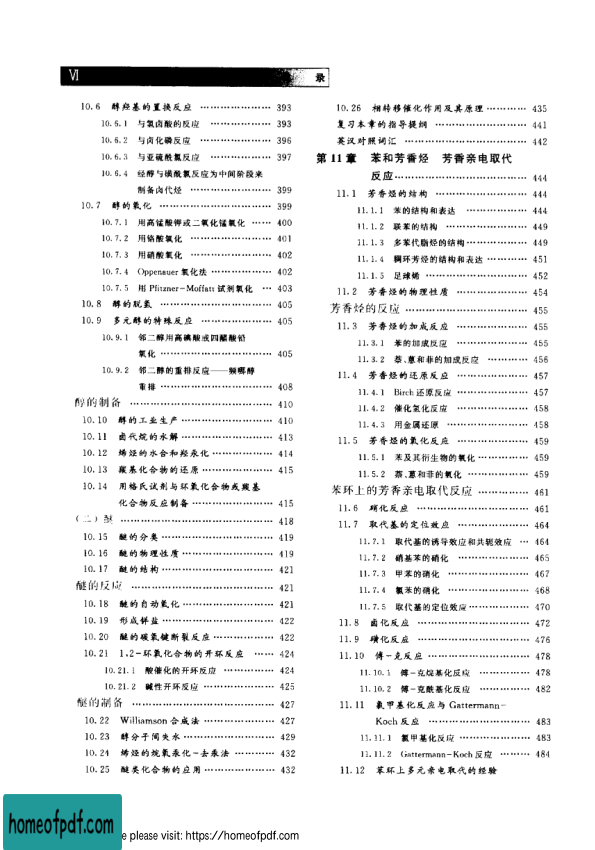 Ⅵ
录
10.6 醇羟基的置换反应 ………………… 393
10.6.1 与氢卤酸的反应 ……………… 393
10.6.2 与卤化磷反应 ……………… 396
10.6.3 与亚硫酰氯反应 ……………… 397
10.6.4 经醇与磺酰氯反应为中间阶段来
制备卤代烃 ……………… 399
10.7 醇的氧化 ……………… 399
10.7.1 用高锰酸钾或二氧化锰氧化 …… 400
10.7.2 用铬酸氧化 ……………… 401
10.7.3 用硝酸氧化 ……………… 402
10.7.4 Oppenauer 氧化法 ……………… 402
10.7.5 用 Pfitzner-Moffatt 试剂氧化 … 403
10.8 醇的脱氢 ……………… 405
10.9 多元醇的特殊反应 ……………… 405
10.9.1 邻二醇用高碘酸或四醋酸铅
氧化 ……………… 405
10.9.2 邻二醇的重排反应——频哪醇
重排 ……………… 408
醇的制备 ……………… 410
10.10 醇的工业生产 ……………… 410
10.11 卤代烷的水解 ……………… 413
10.12 烯烃的水合和羟汞化 ……………… 414
10.13 羰基化合物的还原 ……………… 415
10.14 用格氏试剂与环氧化合物或羰基
化合物反应制备 ……………… 415
(二)醚 ……………… 418
10.15 醚的分类 ……………… 419
10.16 醚的物理性质 ……………… 419
10.17 醚的结构 ……………… 421
醚的反应 ……………… 421
10.18 醚的自动氧化 ……………… 421
10.19 形成𨦡盐 ……………… 422
10.20 醚的碳氧键断裂反应 ……………… 422
10.21 1,2-环氧化合物的开环反应 …… 424
10.21.1 酸催化的开环反应 ……………… 424
10.21.2 碱性开环反应 ……………… 425
醚的制备 ……………… 427
10.22 Williamson 合成法 ……………… 427
10.23 醇分子间失水 ……………… 429
10.24 烯烃的烷氧汞化-去汞法 ………… 432
10.25 醚类化合物的应用 ……………… 432
10.26 相转移催化作用及其原理 ………… 435
复习本章的指导提纲 ……………… 441
英汉对照词汇 ……………… 442
第 11 章 苯和芳香烃 芳香亲电取代
反应 ……………… 444
11.1 芳香烃的结构 ……………… 444
11.1.1 苯的结构和表达 ……………… 444
11.1.2 联苯的结构 ……………… 449
11.1.3 多苯代脂烃的结构 ……………… 449
11.1.4 稠环芳烃的结构和表达 ………… 451
11.1.5 足球烯 ……………… 452
11.2 芳香烃的物理性质 ……………… 454
芳香烃的反应 ……………… 455
11.3 芳香烃的加成反应 ……………… 455
11.3.1 苯的加成反应 ……………… 455
11.3.2 萘、蒽和菲的加成反应 ………… 456
11.4 芳香烃的还原反应 ……………… 457
11.4.1 Birch 还原反应 ……………… 457
11.4.2 催化氢化反应 ……………… 458
11.4.3 用金属还原 ……………… 458
11.5 芳香烃的氧化反应 ……………… 459
11.5.1 苯及其衍生物的氧化 ……………… 459
11.5.2 萘、蒽和菲的氧化 ……………… 459
苯环上的芳香亲电取代反应 ………… 461
11.6 硝化反应 ……………… 461
11.7 取代基的定位效应 ……………… 464
11.7.1 取代基的诱导效应和共轭效应 … 464
11.7.2 硝基苯的硝化 ……………… 465
11.7.3 甲苯的硝化 ……………… 467
11.7.4 氯苯的硝化 ……………… 468
11.7.5 取代基的定位效应 ……………… 470
11.8 卤化反应 ……………… 472
11.9 磺化反应 ……………… 476
11.10 傅-克反应 ……………… 478
11.10.1 傅-克烷基化反应 ……………… 478
11.10.2 傅-克酰基化反应 ……………… 482
11.11 氯甲基化反应与 Gattermann-
Koch 反应 ……………… 483
11.11.1 氯甲基化反应 ……………… 483
11.11.2 Gattermann-Koch 反应 ……… 484
11.12 苯环上多元亲电取代的经验
homeofpdf.com
e please visit: https://homeofpdf.com